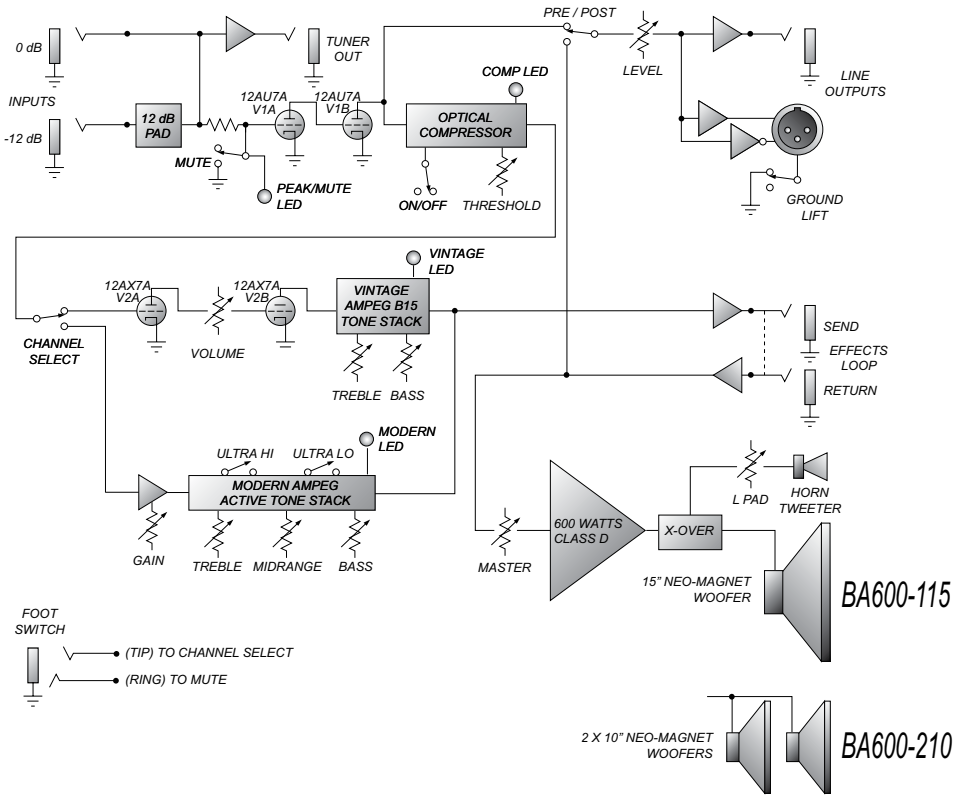 PRE / POST
0 dB
TUNER
OUT
COMP LED
LEVEL
LINE
OUTPUTS
INPUTS
12AU7A
V1A
12AU7A
V1B
12 dB
PAD
OPTICAL
COMPRESSOR
-12 dB
MUTE
PEAK/MUTE
LED
ON/OFF
THRESHOLD
GROUND
LIFT
VINTAGE
LED
12AX7A
V2A
12AX7A
V2B
VINTAGE
AMPEG B15
TONE STACK
CHANNEL
SELECT
VOLUME
SEND
EFFECTS
LOOP
TREBLE
BASS
RETURN
MODERN
LED
ULTRA HI
ULTRA LO
MODERN AMPEG
ACTIVE TONE STACK
L PAD
HORN
TWEETER
600 WATTS
CLASS D
X-OVER
GAIN
TREBLE
MIDRANGE
BASS
MASTER
15" NEO-MAGNET
WOOFER
BA600-115
FOOT
SWITCH
(TIP) TO CHANNEL SELECT
(RING) TO MUTE
2 X 10" NEO-MAGNET
WOOFERS
BA600-210